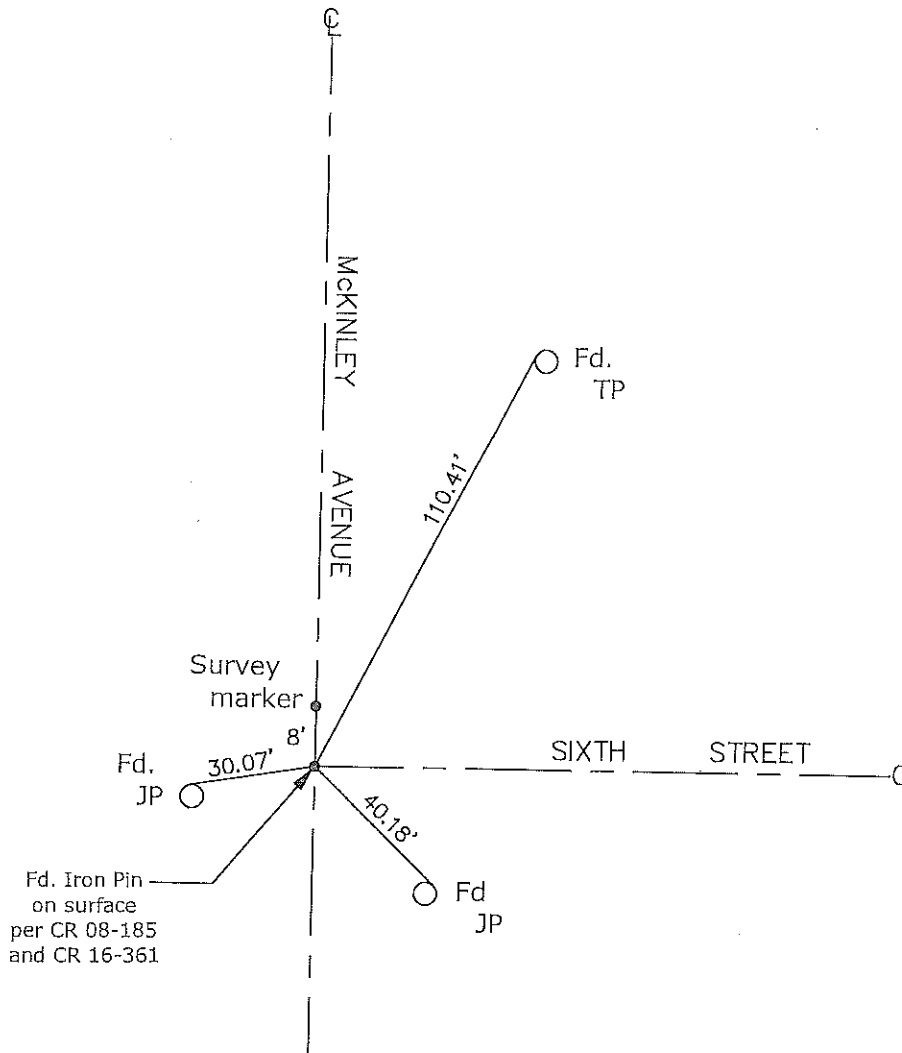 ℄
McKINLEY
AVENUE
Fd.
TP
110.41'
Survey
marker
8'
SIXTH STREET
Fd.
JP
30.07'
40.18'
Fd
JP
Fd. Iron Pin
on surface
per CR 08-185
and CR 16-361